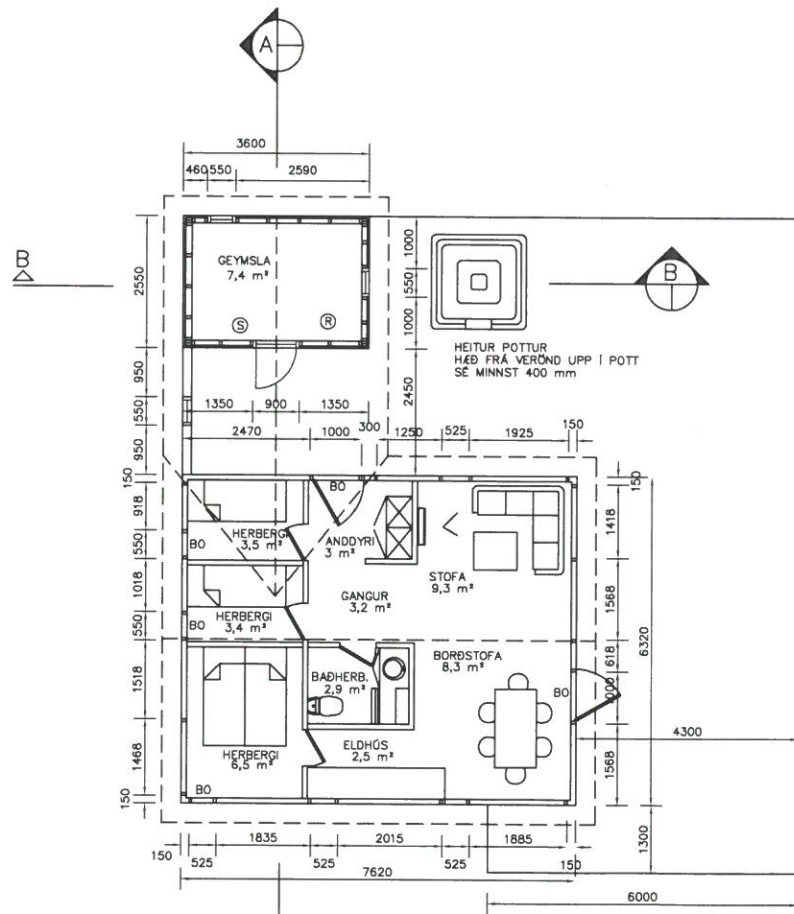 A
3600
460 550 2590
B
2550
GEYMSLA
7,4 m²
S
R
1000
550
1000
B
HEITUR POTTUR
HÆÐ FRÁ VERÖND UPP Í POTT
SÉ MINNST 400 mm
950
550
950
2450
1350 900 1350
300
150
2470 1000 1250 525 1925
150
918
550
1018
550
1518
1468
150
BO
HERBERGI
3,5 m²
BO
ANDDYRI
3 m²
STOFA
9,3 m²
GANGUR
3,2 m²
HERBERGI
3,4 m²
BORÐSTOFA
8,3 m²
BAÐHERB.
2,9 m²
BO
ELDHÚS
2,5 m²
HERBERGI
6,5 m²
BO
150
1418
1568
618
1000
1568
6320
1300
4300
1835 2015 1885
150 525 525 525 150
7620
6000